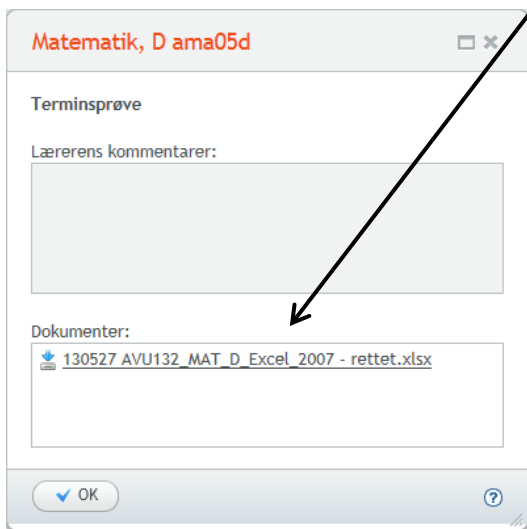 Matematik, D ama05d
Terminsprøve
Lærerens kommentarer:
Dokumenter:
130527 AVU132_MAT_D_Excel_2007 - rettet.xlsx
OK
?